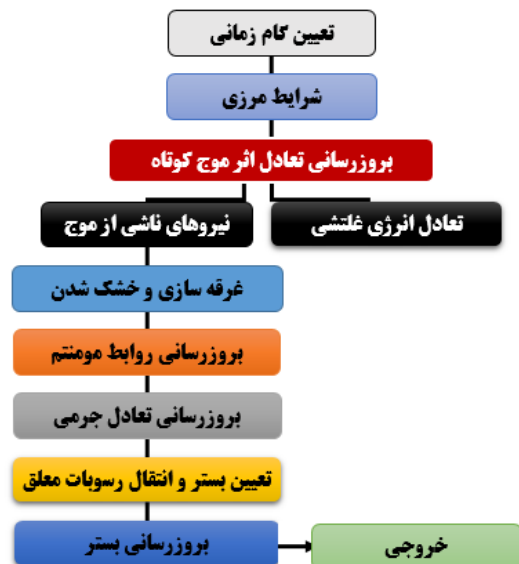 تعیین گام زمانی
شرایط مرزی
بروزرسانی تعادل اثر موج کوتاه
نیروهای ناشی از موج
تعادل انرژی غلتشی
غرقه سازی و خشک شدن
بروزرسانی روابط مومنتم
بروزرسانی تعادل جرمی
تعیین بستر و انتقال رسوبات معلق
بروزرسانی بستر
خروجی